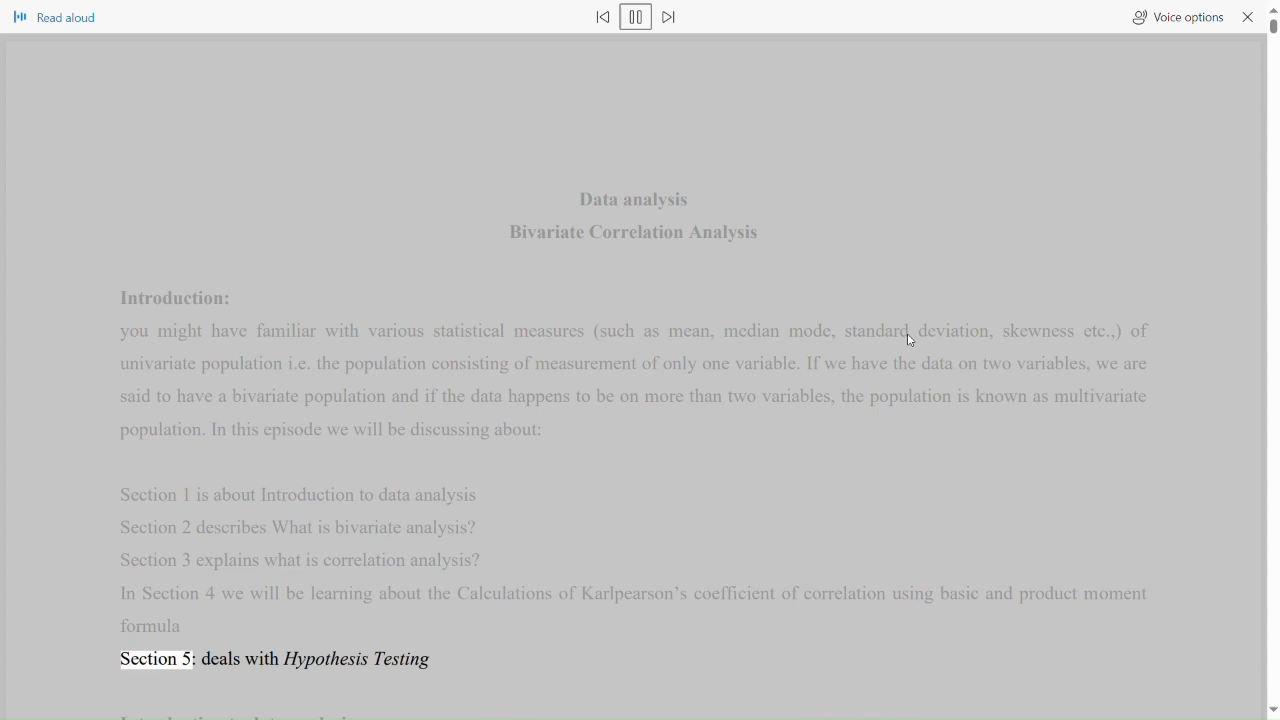 Read aloud
Voice options
Data analysis
Bivariate Correlation Analysis
Introduction:
you might have familiar with various statistical measures (such as mean, median mode, standard deviation, skewness etc.,) of
univariate population i.e. the population consisting of measurement of only one variable. If we have the data on two variables, we are
said to have a bivariate population and if the data happens to be on more than two variables, the population is known as multivariate
population. In this episode we will be discussing about:
Section 1 is about Introduction to data analysis
Section 2 describes What is bivariate analysis?
Section 3 explains what is correlation analysis?
In Section 4 we will be learning about the Calculations of Karlpearson’s coefficient of correlation using basic and product moment
formula
Section 5: deals with Hypothesis Testing